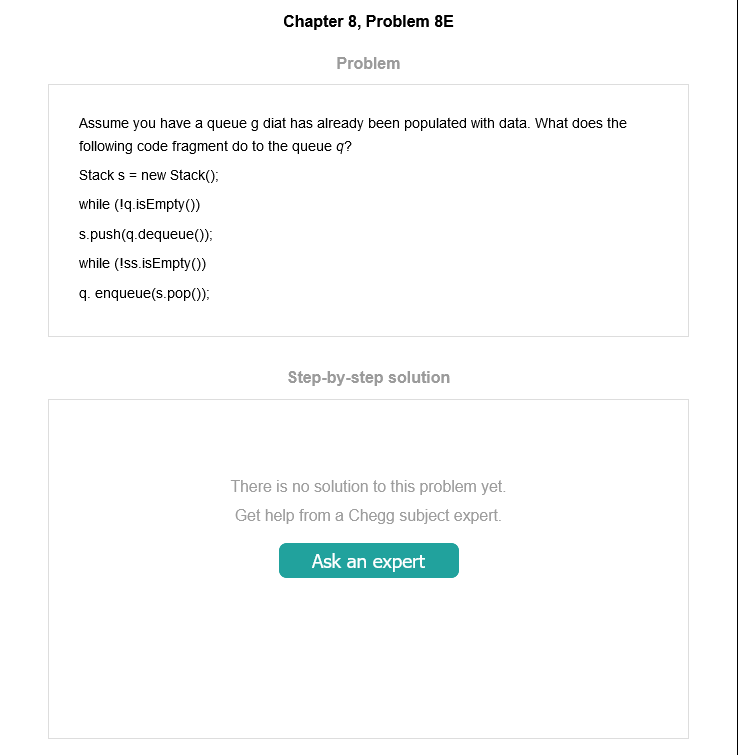 Chapter 8, Problem 8E
Problem
Assume you have a queue g diat has already been populated with data. What does the
following code fragment do to the queue q?
Stack s = new Stack();
while (!q.isEmpty())
s.push(q.dequeue());
while (!ss.isEmpty())
q. enqueue(s.pop());
Step-by-step solution
There is no solution to this problem yet.
Get help from a Chegg subject expert.
Ask an expert